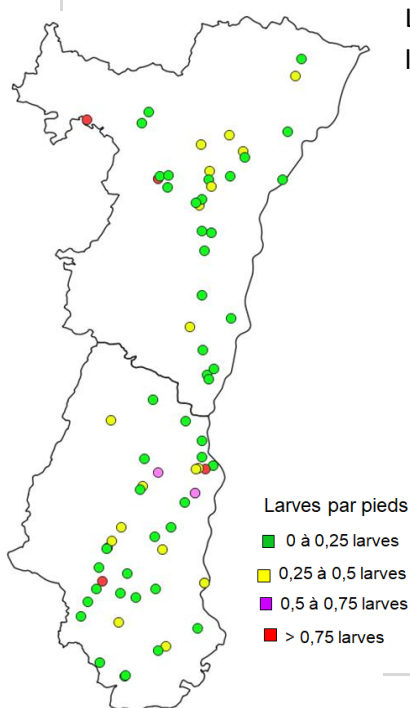 Larves par pieds
0 à 0,25 larves
0,25 à 0,5 larves
0,5 à 0,75 larves
> 0,75 larves